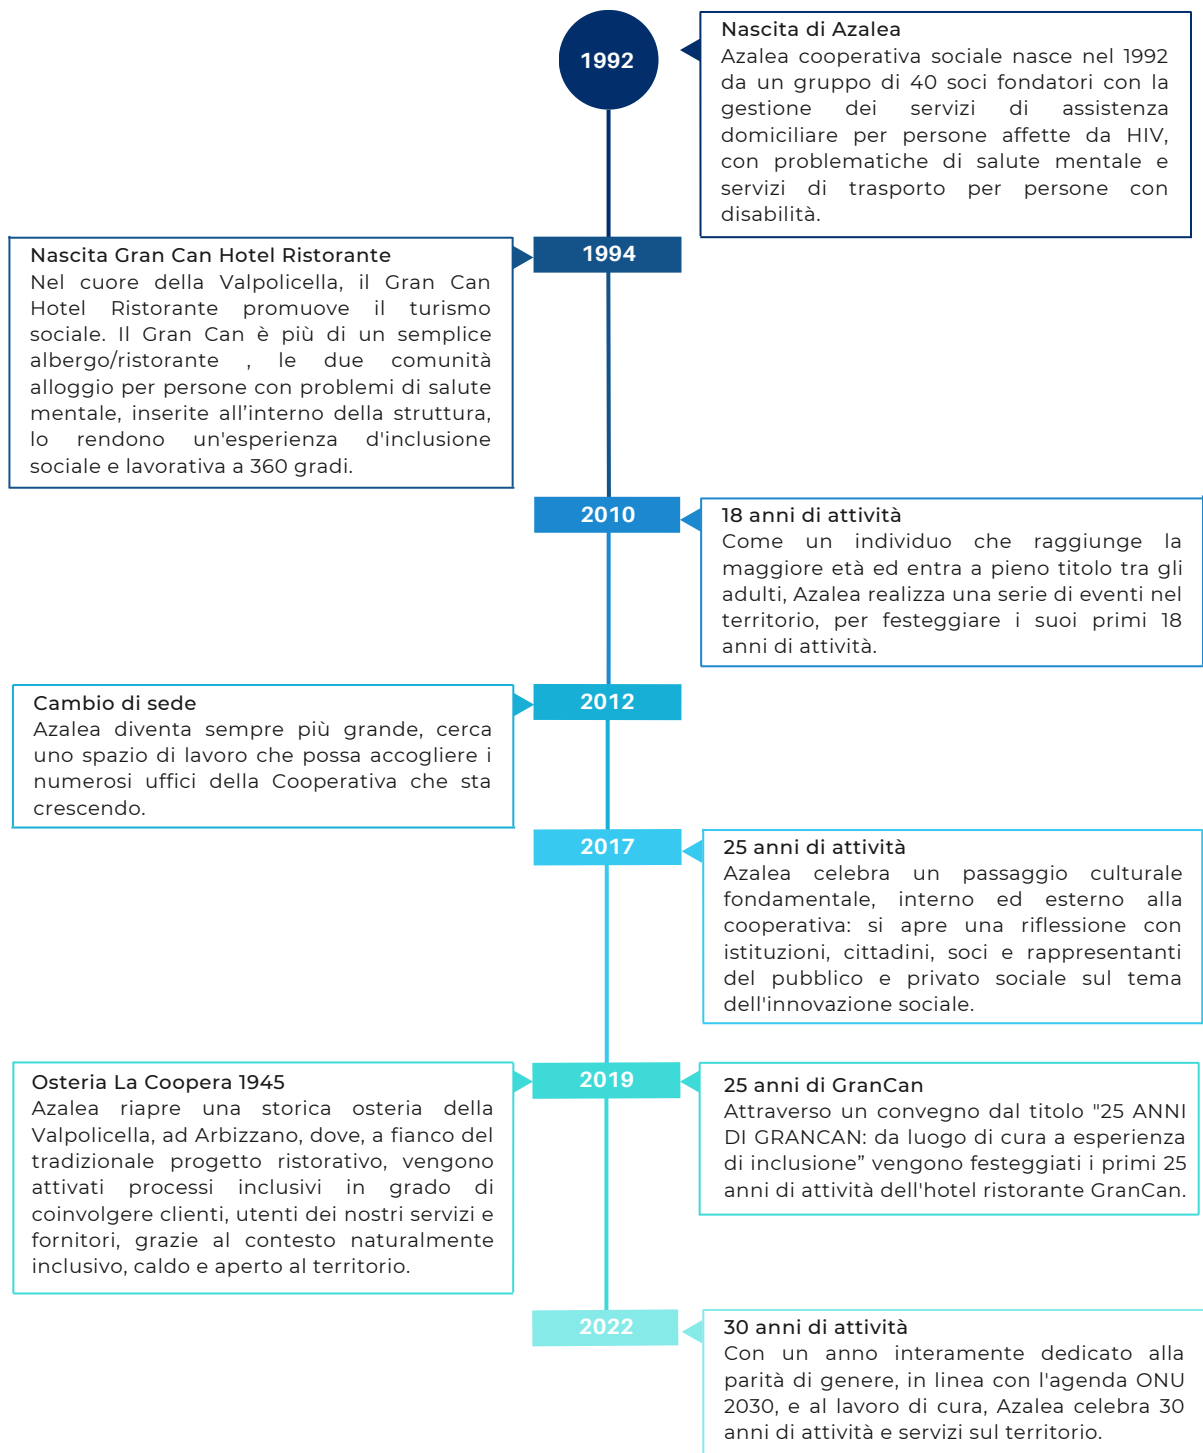 1992
Nascita di Azalea
Azalea cooperativa sociale nasce nel 1992
da un gruppo di 40 soci fondatori con la
gestione dei servizi di assistenza
domiciliare per persone affette da HIV,
con problematiche di salute mentale e
servizi di trasporto per persone con
disabilità.
1994
Nascita Gran Can Hotel Ristorante
Nel cuore della Valpolicella, il Gran Can
Hotel Ristorante promuove il turismo
sociale. Il Gran Can è più di un semplice
albergo/ristorante , le due comunità
alloggio per persone con problemi di salute
mentale, inserite all’interno della struttura,
lo rendono un'esperienza d'inclusione
sociale e lavorativa a 360 gradi.
2010
18 anni di attività
Come un individuo che raggiunge la
maggiore età ed entra a pieno titolo tra gli
adulti, Azalea realizza una serie di eventi nel
territorio, per festeggiare i suoi primi 18
anni di attività.
2012
Cambio di sede
Azalea diventa sempre più grande, cerca
uno spazio di lavoro che possa accogliere i
numerosi uffici della Cooperativa che sta
crescendo.
2017
25 anni di attività
Azalea celebra un passaggio culturale
fondamentale, interno ed esterno alla
cooperativa: si apre una riflessione con
istituzioni, cittadini, soci e rappresentanti
del pubblico e privato sociale sul tema
dell'innovazione sociale.
2019
Osteria La Coopera 1945
Azalea riapre una storica osteria della
Valpolicella, ad Arbizzano, dove, a fianco del
tradizionale progetto ristorativo, vengono
attivati processi inclusivi in grado di
coinvolgere clienti, utenti dei nostri servizi e
fornitori, grazie al contesto naturalmente
inclusivo, caldo e aperto al territorio.
25 anni di GranCan
Attraverso un convegno dal titolo "25 ANNI
DI GRANCAN: da luogo di cura a esperienza
di inclusione” vengono festeggiati i primi 25
anni di attività dell'hotel ristorante GranCan.
2022
30 anni di attività
Con un anno interamente dedicato alla
parità di genere, in linea con l'agenda ONU
2030, e al lavoro di cura, Azalea celebra 30
anni di attività e servizi sul territorio.